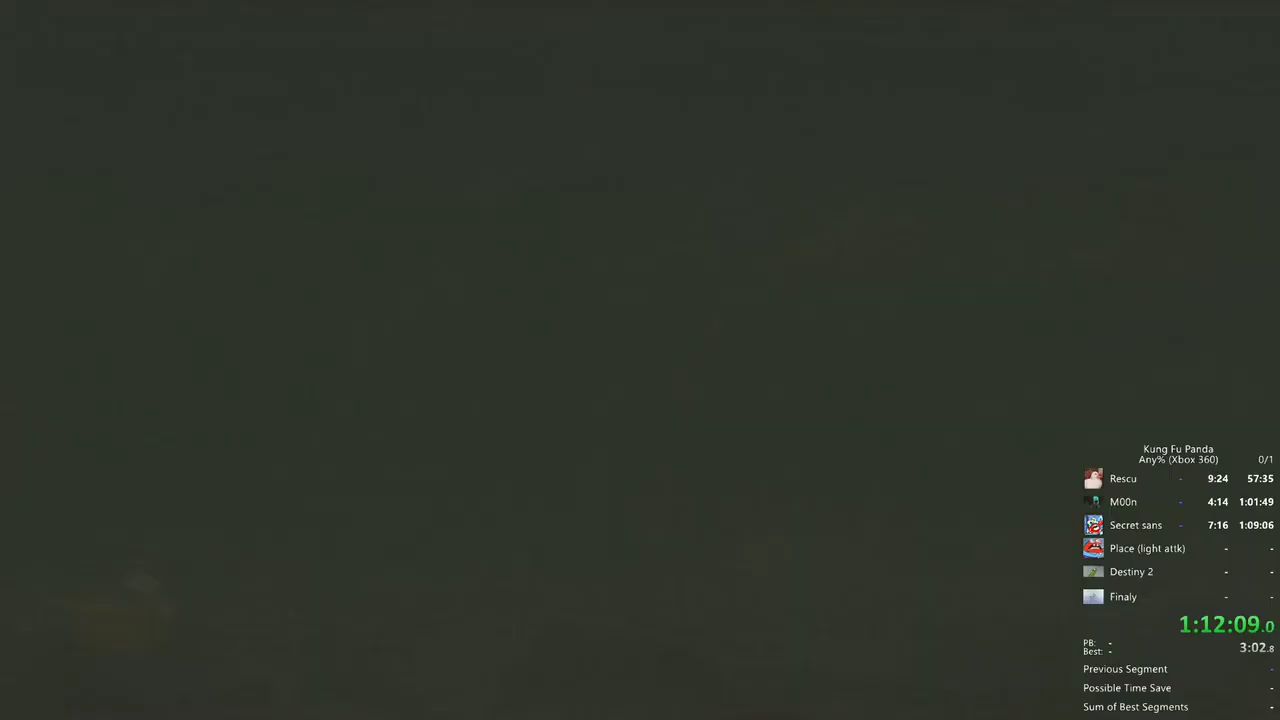 Kung Fu Panda
Any% (Xbox 360) 0/1
Rescu - 9:24 57:35
M00n - 4:14 1:01:49
Secret sans - 7:16 1:09:06
Place (light attk) - -
Destiny 2 - -
Finaly - -
1:12:09.0
PB: - 3:02.8
Best: -
Previous Segment -
Possible Time Save -
Sum of Best Segments -